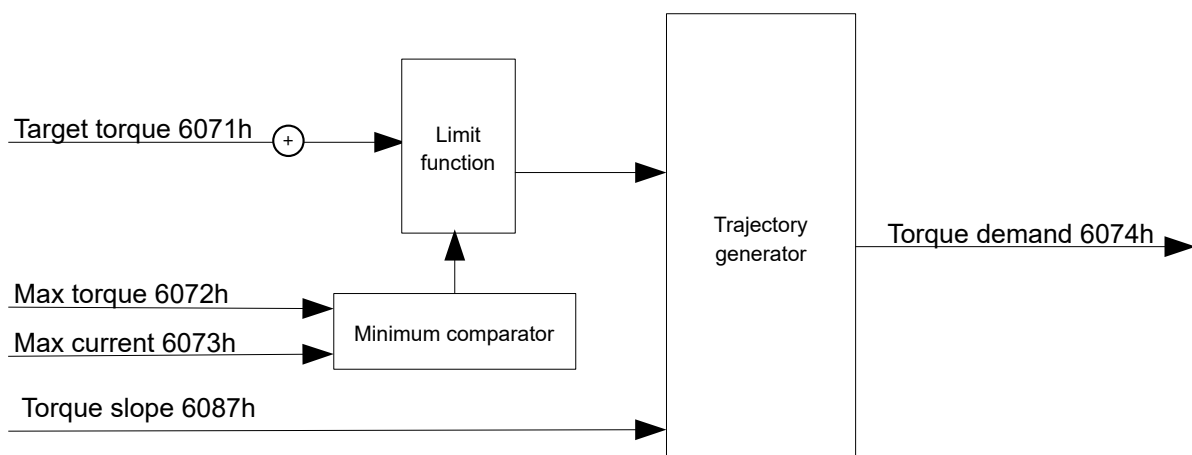 Target torque 6071h
+
Limit
function
Max torque 6072h
Max current 6073h
Minimum comparator
Torque slope 6087h
Trajectory
generator
Torque demand 6074h